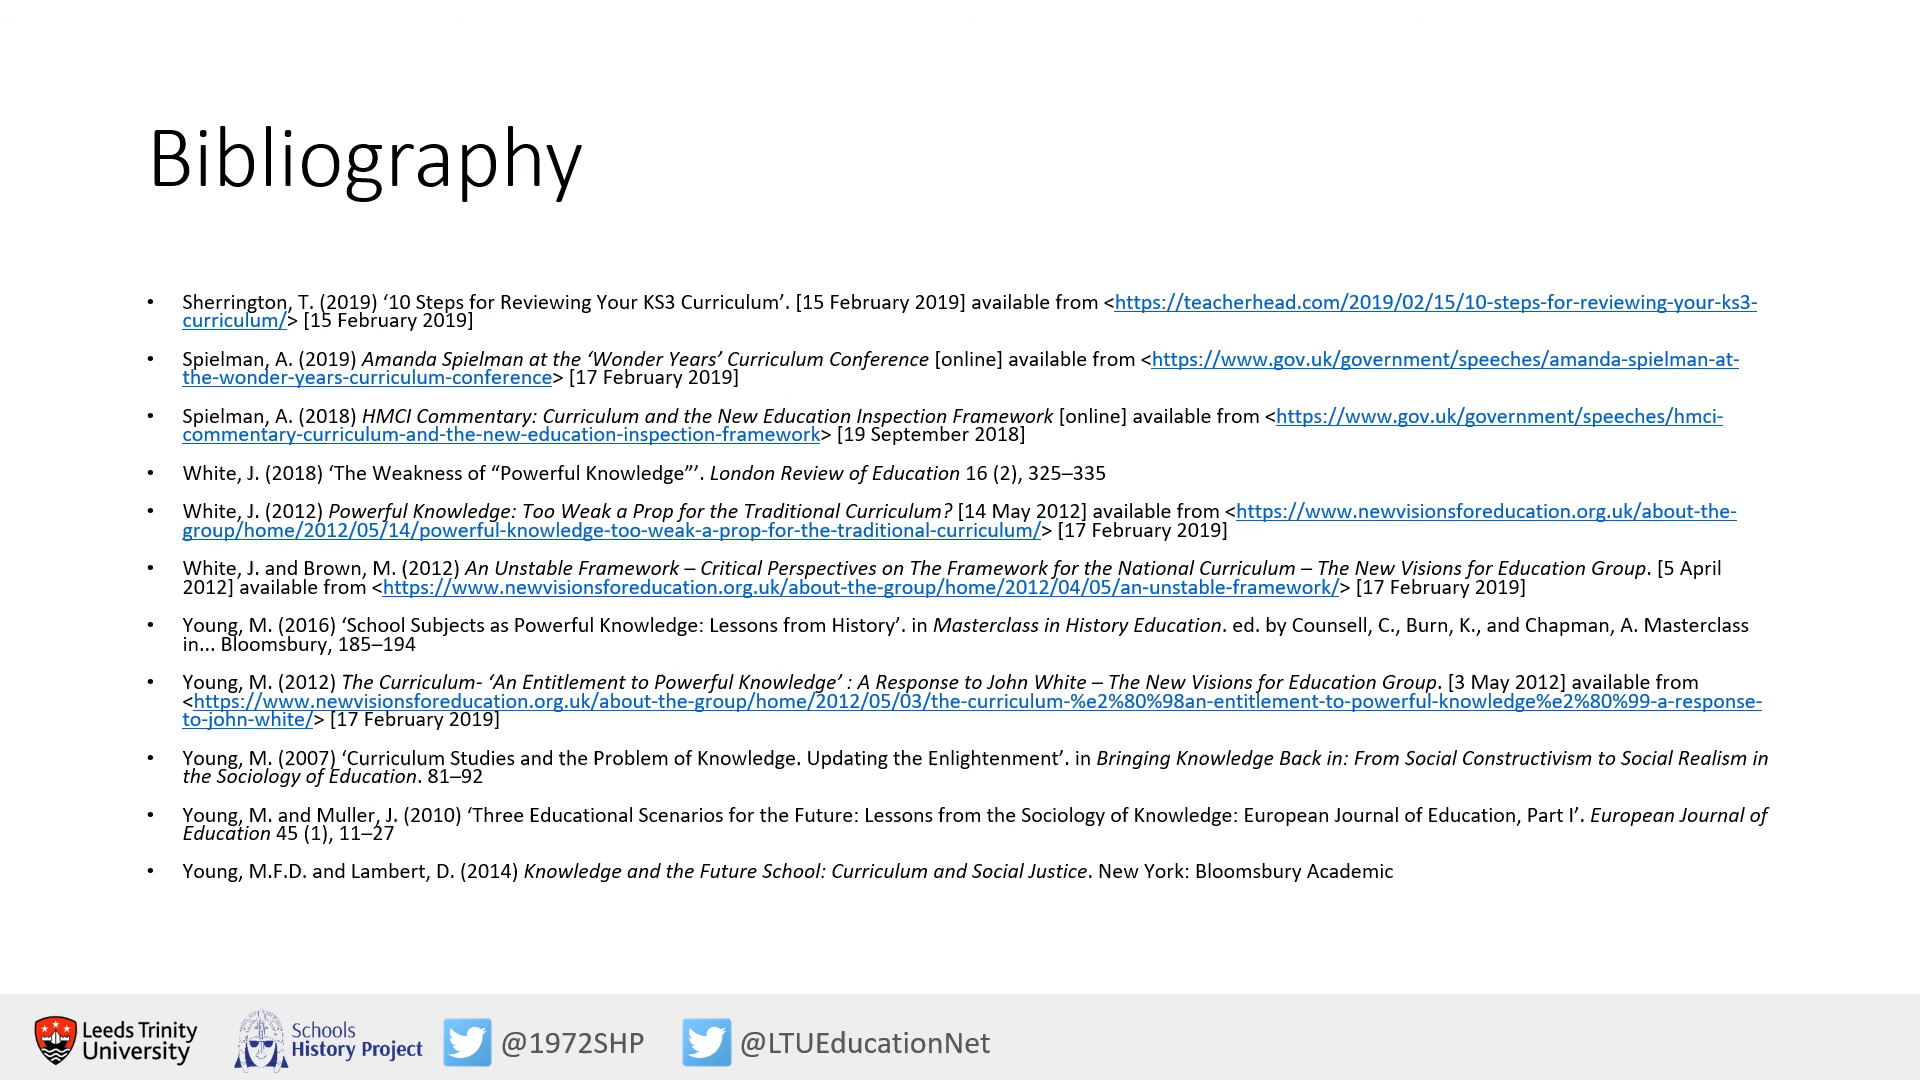 Bibliography
• Sherrington, T. (2019) ‘10 Steps for Reviewing Your KS3 Curriculum’. [15 February 2019] available from <https://teacherhead.com/2019/02/15/10-steps-for-reviewing-your-ks3-
curriculum/> [15 February 2019]
• Spielman, A. (2019) Amanda Spielman at the ‘Wonder Years’ Curriculum Conference [online] available from <https://www.gov.uk/government/speeches/amanda-spielman-at-
the-wonder-years-curriculum-conference> [17 February 2019]
• Spielman, A. (2018) HMCI Commentary: Curriculum and the New Education Inspection Framework [online] available from <https://www.gov.uk/government/speeches/hmci-
commentary-curriculum-and-the-new-education-inspection-framework> [19 September 2018]
• White, J. (2018) ‘The Weakness of “Powerful Knowledge”’. London Review of Education 16 (2), 325–335
• White, J. (2012) Powerful Knowledge: Too Weak a Prop for the Traditional Curriculum? [14 May 2012] available from <https://www.newvisionsforeducation.org.uk/about-the-
group/home/2012/05/14/powerful-knowledge-too-weak-a-prop-for-the-traditional-curriculum/> [17 February 2019]
• White, J. and Brown, M. (2012) An Unstable Framework – Critical Perspectives on The Framework for the National Curriculum – The New Visions for Education Group. [5 April
2012] available from <https://www.newvisionsforeducation.org.uk/about-the-group/home/2012/04/05/an-unstable-framework/> [17 February 2019]
• Young, M. (2016) ‘School Subjects as Powerful Knowledge: Lessons from History’. in Masterclass in History Education. ed. by Counsell, C., Burn, K., and Chapman, A. Masterclass
in... Bloomsbury, 185–194
• Young, M. (2012) The Curriculum- ‘An Entitlement to Powerful Knowledge’ : A Response to John White – The New Visions for Education Group. [3 May 2012] available from
<https://www.newvisionsforeducation.org.uk/about-the-group/home/2012/05/03/the-curriculum-%e2%80%98an-entitlement-to-powerful-knowledge%e2%80%99-a-response-
to-john-white/> [17 February 2019]
• Young, M. (2007) ‘Curriculum Studies and the Problem of Knowledge. Updating the Enlightenment’. in Bringing Knowledge Back in: From Social Constructivism to Social Realism in
the Sociology of Education. 81–92
• Young, M. and Muller, J. (2010) ‘Three Educational Scenarios for the Future: Lessons from the Sociology of Knowledge: European Journal of Education, Part I’. European Journal of
Education 45 (1), 11–27
• Young, M.F.D. and Lambert, D. (2014) Knowledge and the Future School: Curriculum and Social Justice. New York: Bloomsbury Academic
Leeds Trinity
University
Schools
History Project
@1972SHP
@LTUEducationNet